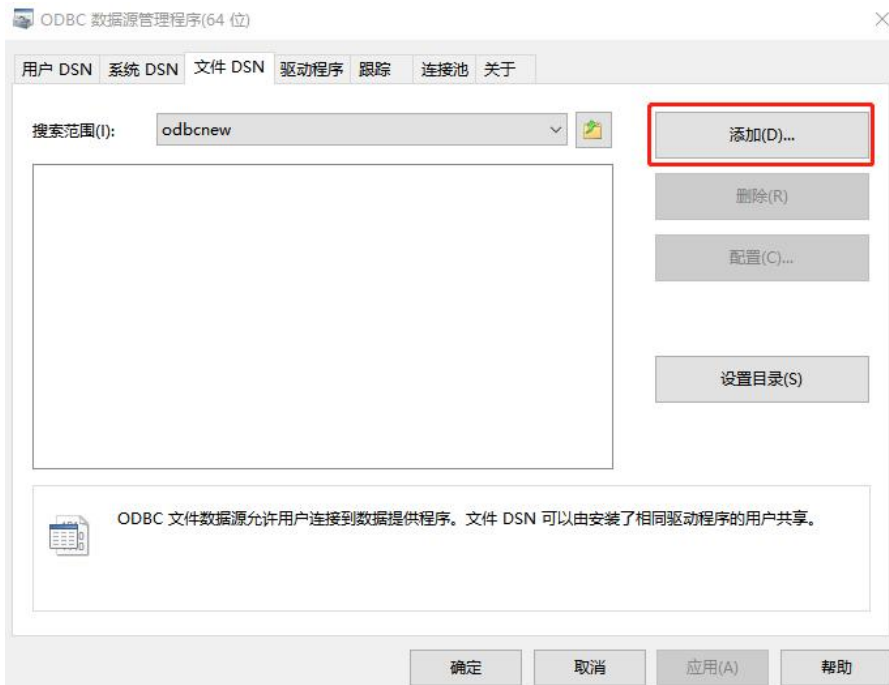 ODBC 数据源管理程序(64 位)
用户 DSN 系统 DSN 文件 DSN 驱动程序 跟踪 连接池 关于
搜索范围(I): odbcnew 添加(D)...
删除(R)
配置(C)...
设置目录(S)
ODBC 文件数据源允许用户连接到数据提供程序。文件 DSN 可以由安装了相同驱动程序的用户共享。
确定 取消 应用(A) 帮助